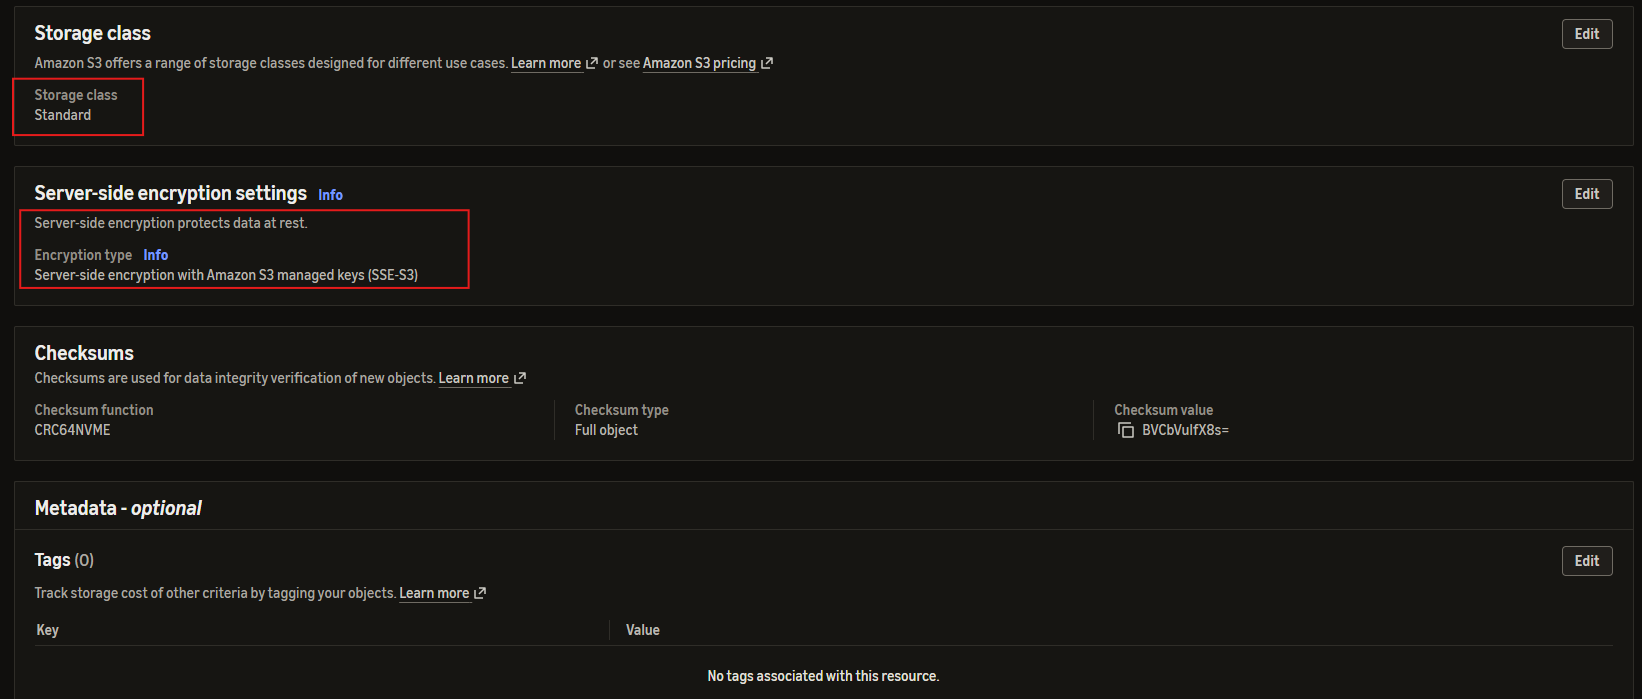 Storage class
Edit
Amazon S3 offers a range of storage classes designed for different use cases. Learn more or see Amazon S3 pricing
Storage class
Standard
Server-side encryption settings Info
Edit
Server-side encryption protects data at rest.
Encryption type Info
Server-side encryption with Amazon S3 managed keys (SSE-S3)
Checksums
Checksums are used for data integrity verification of new objects. Learn more
Checksum function
CRC64NVME
Checksum type
Full object
Checksum value
BVCbVulfX8s=
Metadata - optional
Tags (0)
Edit
Track storage cost of other criteria by tagging your objects. Learn more
Key Value
No tags associated with this resource.